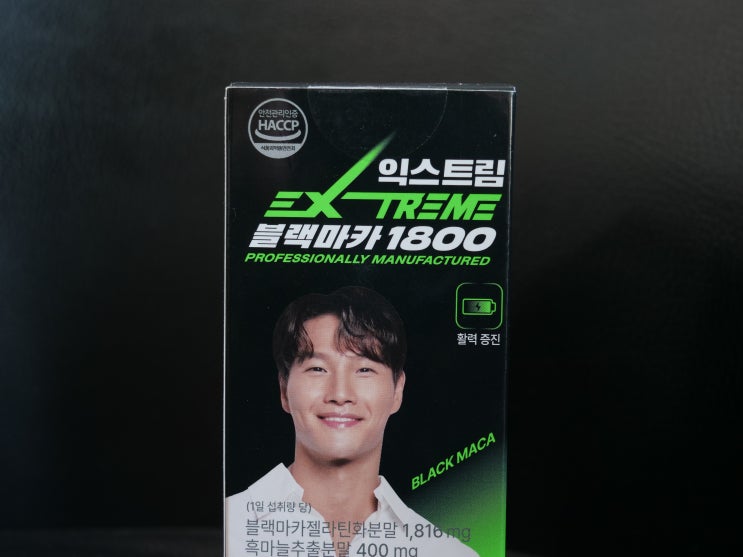 안전관리인증
HACCP
식품의약품안전처
익스트림
EXTREME
블랙마카 1800
PROFESSIONALLY MANUFACTURED
활력 증진
BLACK MACA
(1일 섭취량 당)
블랙마카젤라틴화분말 1,816 mg
흑마늘추출분말 400 mg